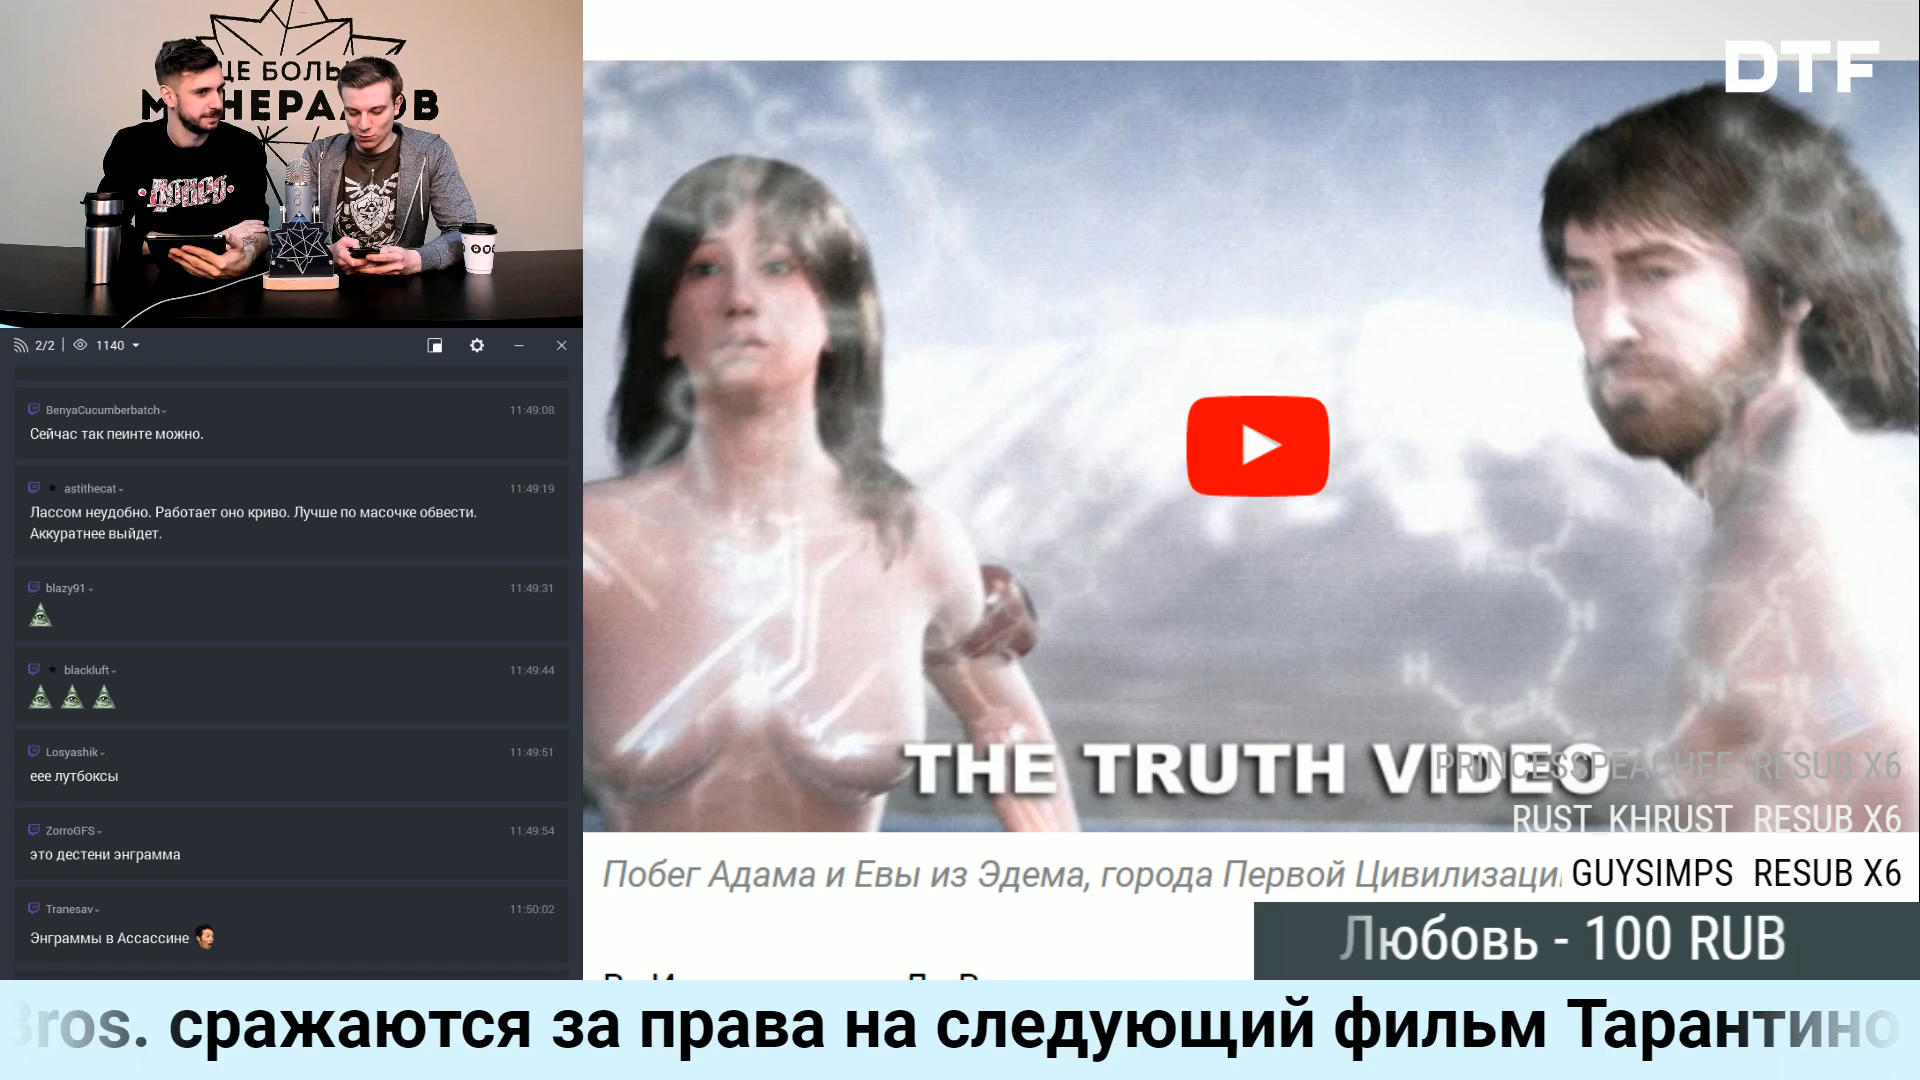 ЦЕ БОЛЬ
М НЕРА ОВ
DTF
2/2 | 1140
BenyaCucumberbatch 11:49:08
Сейчас так пеинте можно.
astithecat 11:49:19
Лассом неудобно. Работает оно криво. Лучше по масочке обвести.
Аккуратнее выйдет.
blazy91 11:49:31
blackluft 11:49:44
Losyashik 11:49:51
еее лутбоксы
ZorroGFS 11:49:54
это дестени энграмма
Tranesav 11:50:02
Энграммы в Ассассине
THE TRUTH VIDEO
PRINCESSPEACHEE RESUB X6
RUST_KHRUST RESUB X6
GUYSIMPS RESUB X6
Побег Адама и Евы из Эдема, города Первой Цивилизаци
Любовь - 100 RUB
Bros. сражаются за права на следующий фильм Тарантино